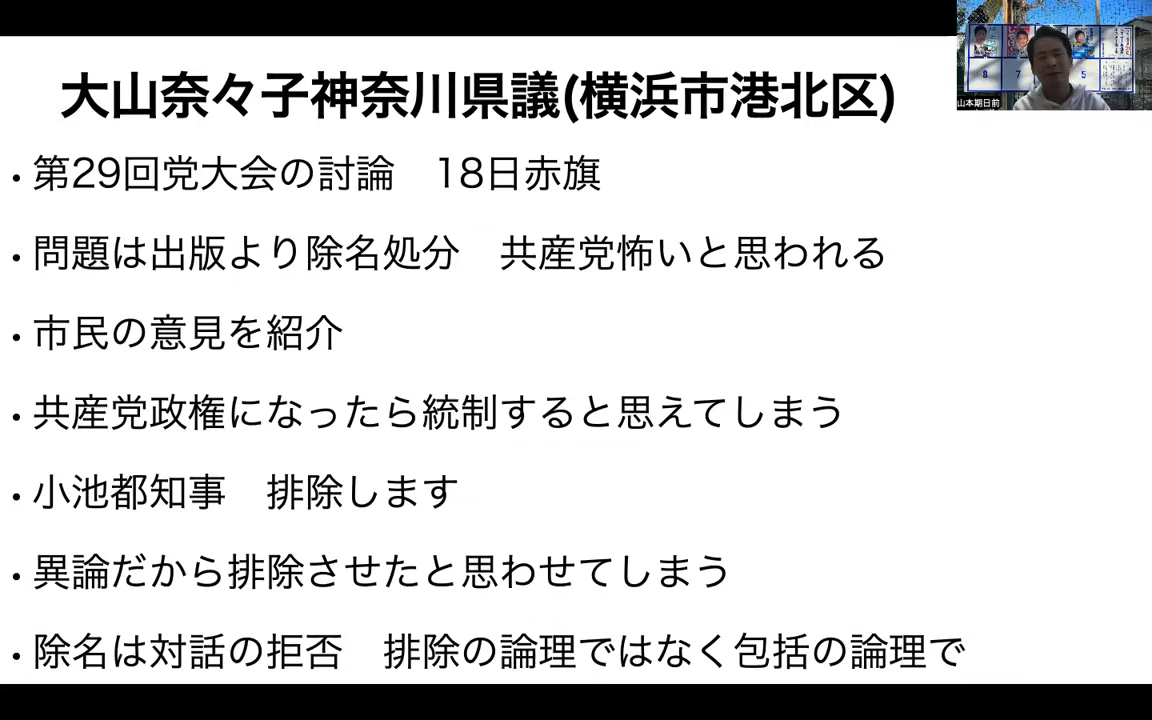 大山奈々子神奈川県議(横浜市港北区)
・第29回党大会の討論　18日赤旗
・問題は出版より除名処分　共産党怖いと思われる
・市民の意見を紹介
・共産党政権になったら統制すると思えてしまう
・小池都知事　排除します
・異論だから排除させたと思わせてしまう
・除名は対話の拒否　排除の論理ではなく包括の論理で
8
7
5
山本期日前